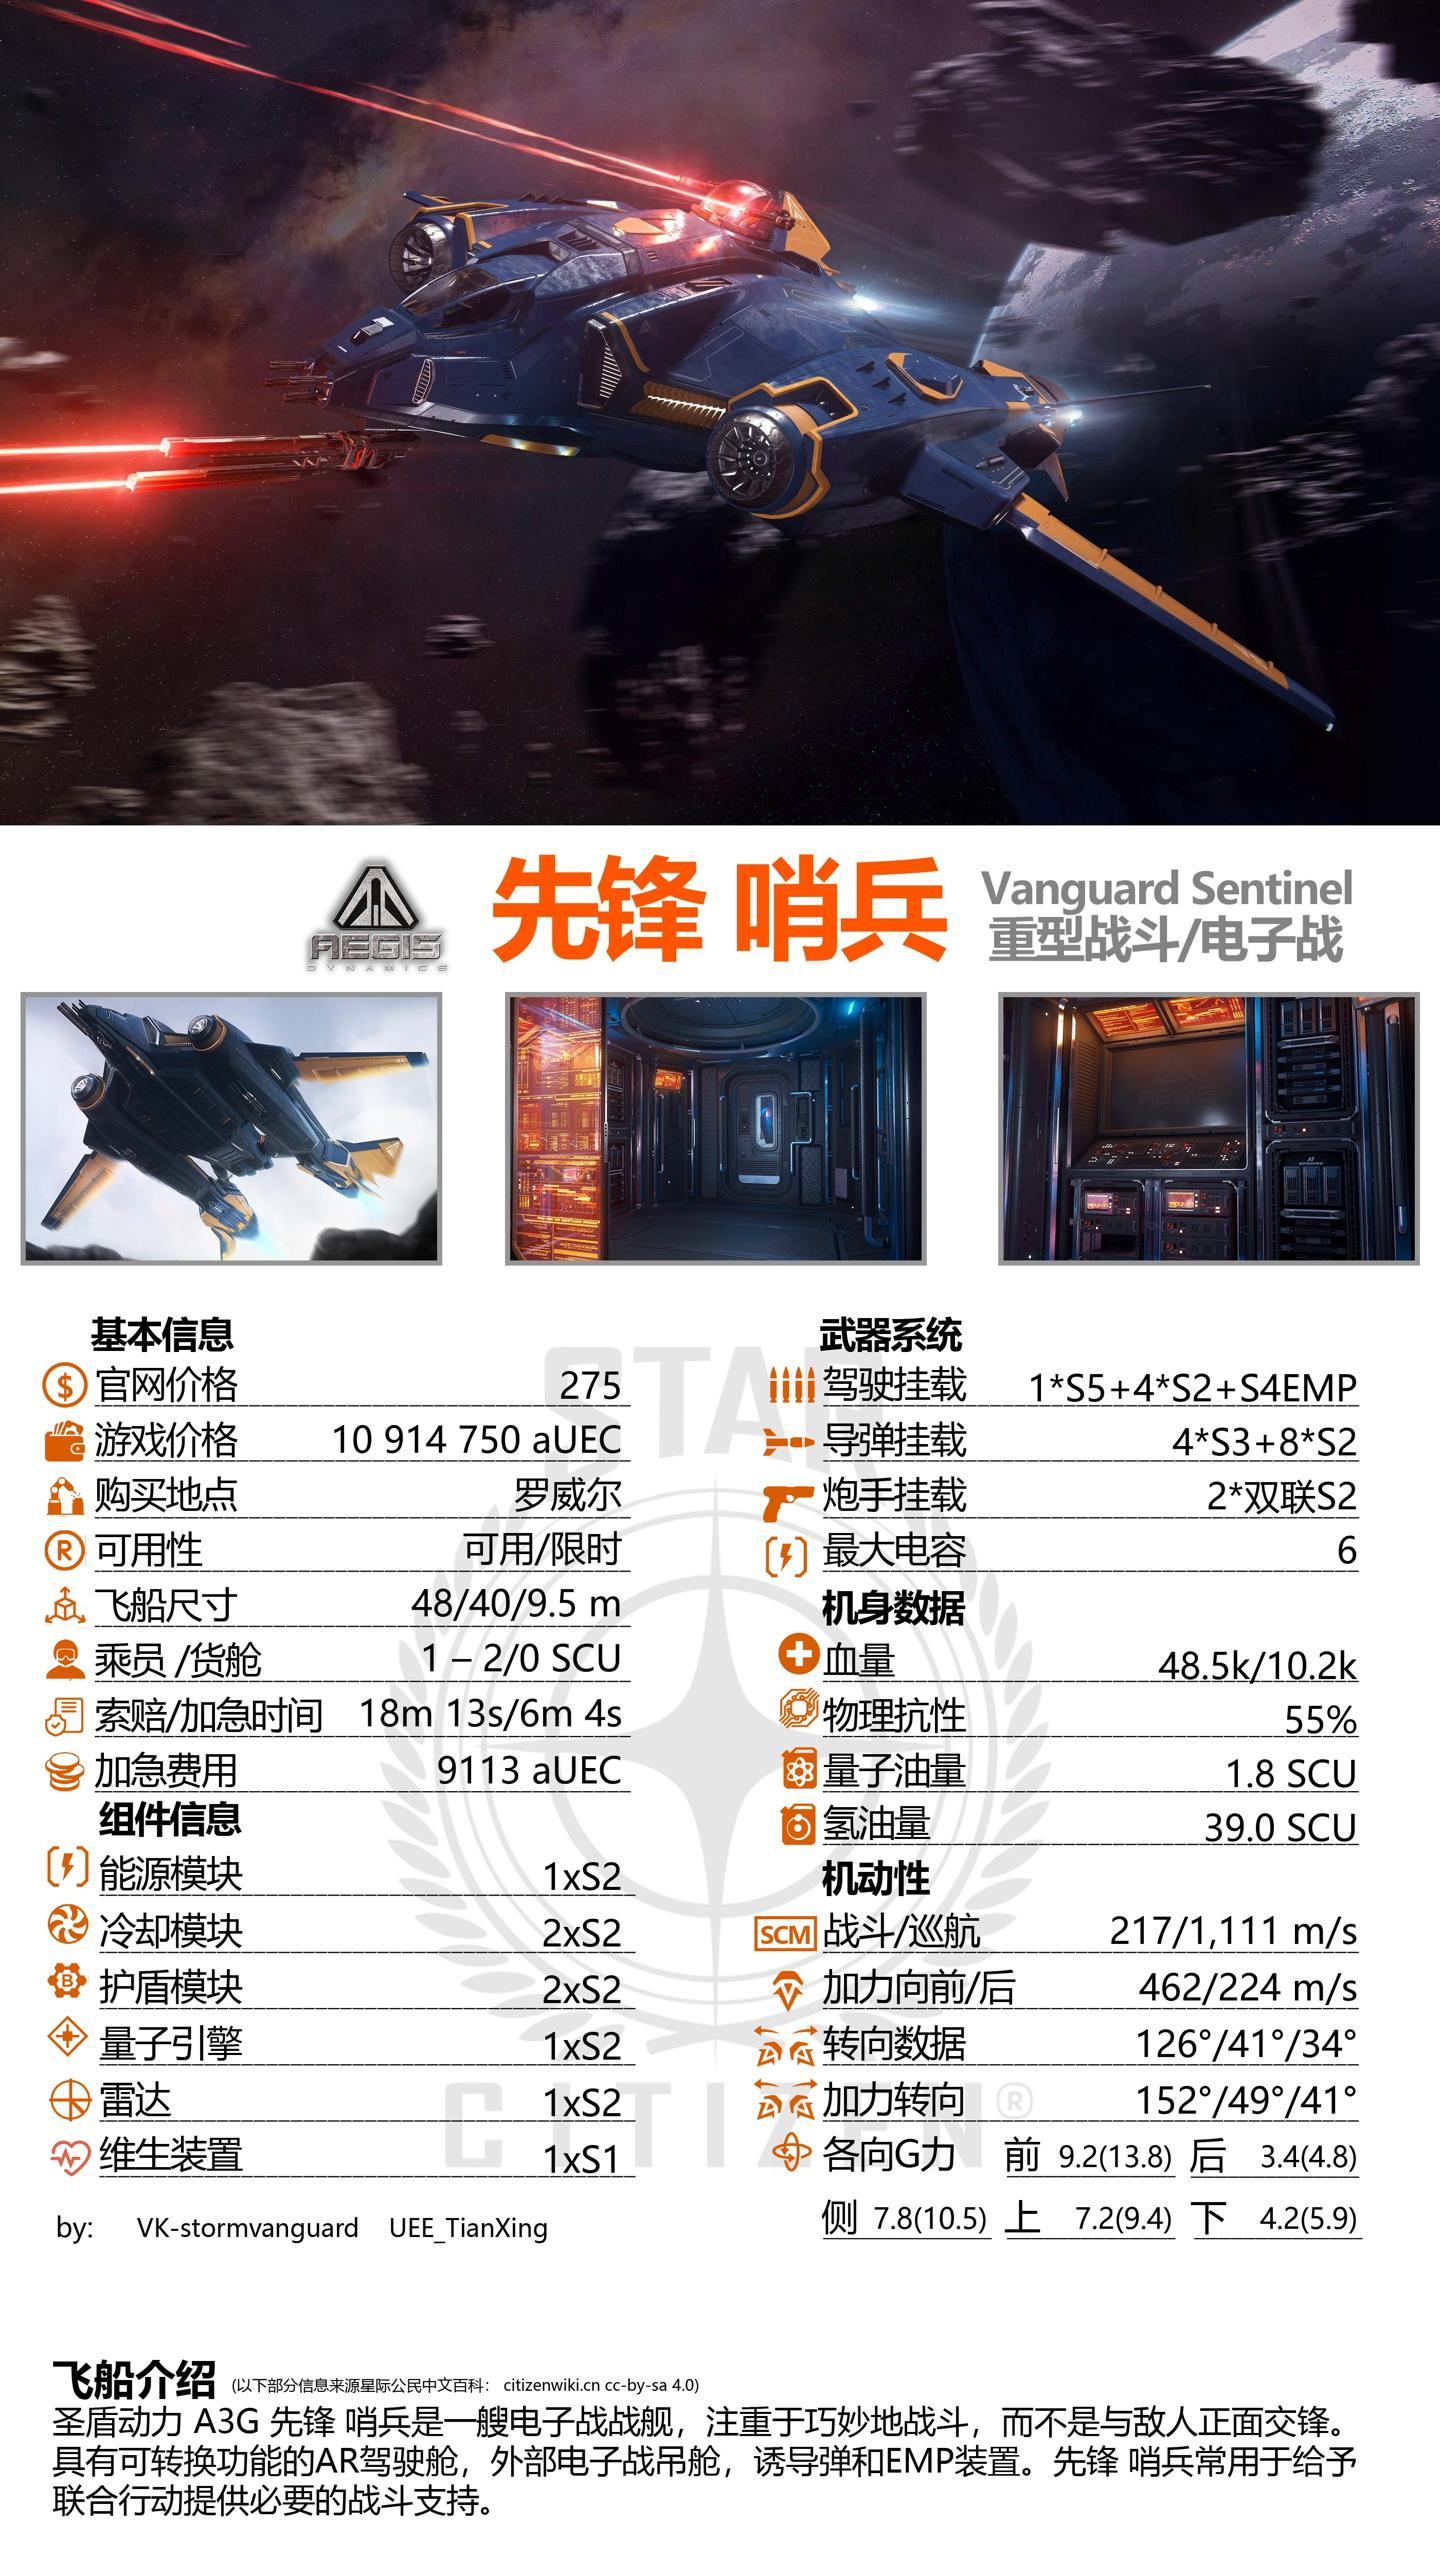 AEGIS
DYNAMICS
先锋 哨兵
Vanguard Sentinel
重型战斗/电子战
基本信息
官网价格 275
游戏价格 10 914 750 aUEC
购买地点 罗威尔
可用性 可用/限时
飞船尺寸 48/40/9.5 m
乘员 /货舱 1 – 2/0 SCU
索赔/加急时间 18m 13s/6m 4s
加急费用 9113 aUEC
组件信息
能源模块 1xS2
冷却模块 2xS2
护盾模块 2xS2
量子引擎 1xS2
雷达 1xS2
维生装置 1xS1
by: VK-stormvanguard UEE_TianXing
武器系统
驾驶挂载 1*S5+4*S2+S4EMP
导弹挂载 4*S3+8*S2
炮手挂载 2*双联S2
最大电容 6
机身数据
血量 48.5k/10.2k
物理抗性 55%
量子油量 1.8 SCU
氢油量 39.0 SCU
机动性
SCM 战斗/巡航 217/1,111 m/s
加力向前/后 462/224 m/s
转向数据 126°/41°/34°
加力转向 152°/49°/41°
各向G力 前 9.2(13.8) 后 3.4(4.8)
侧 7.8(10.5) 上 7.2(9.4) 下 4.2(5.9)
STAR
CITIZEN®
飞船介绍 (以下部分信息来源星际公民中文百科： citizenwiki.cn cc-by-sa 4.0)
圣盾动力 A3G 先锋 哨兵是一艘电子战战舰，注重于巧妙地战斗，而不是与敌人正面交锋。
具有可转换功能的AR驾驶舱，外部电子战吊舱，诱导弹和EMP装置。先锋 哨兵常用于给予
联合行动提供必要的战斗支持。